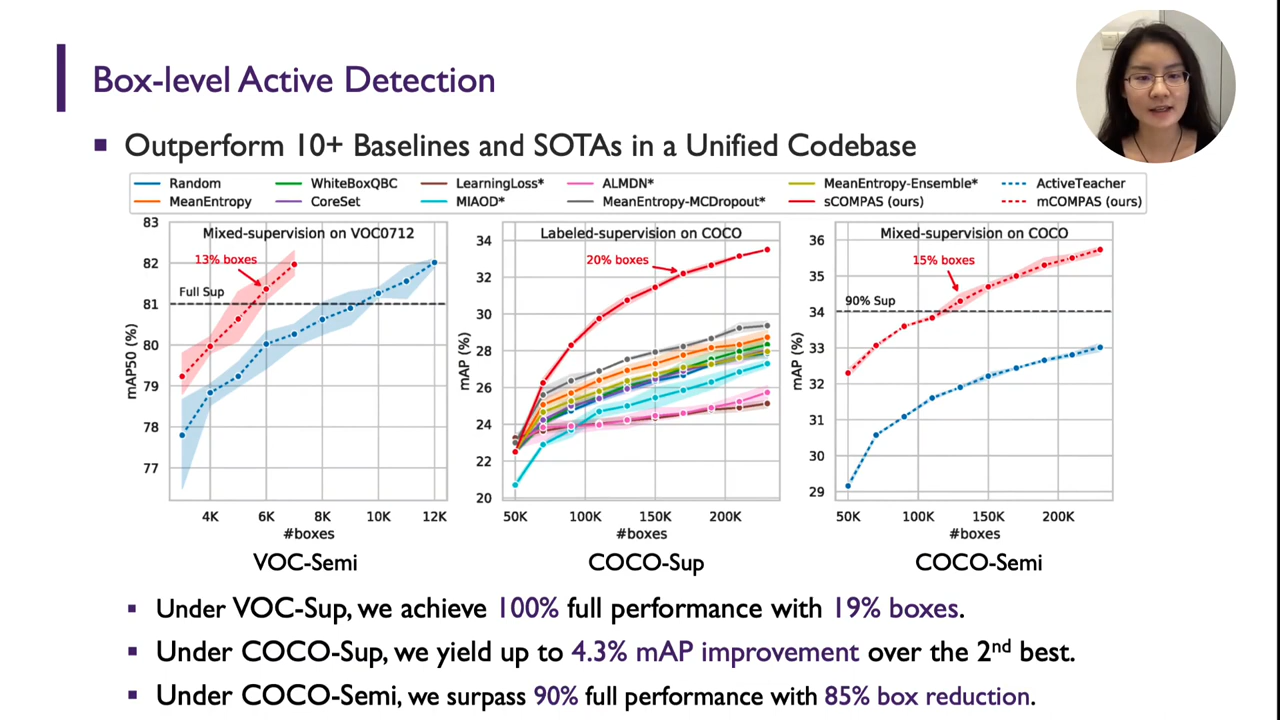 Box-level Active Detection
Outperform 10+ Baselines and SOTAs in a Unified Codebase
Random WhiteBoxQBC LearningLoss* ALMDN* MeanEntropy-Ensemble* ActiveTeacher
MeanEntropy CoreSet MIAOD* MeanEntropy-MCDropout* sCOMPAS (ours) mCOMPAS (ours)
Mixed-supervision on VOC0712
83
82
81
80
79
78
77
mAP50 (%)
13% boxes
Full Sup
4K 6K 8K 10K 12K
#boxes
VOC-Semi
Labeled-supervision on COCO
34
32
30
28
26
24
22
20
mAP (%)
20% boxes
50K 100K 150K 200K
#boxes
COCO-Sup
Mixed-supervision on COCO
36
35
34
33
32
31
30
29
mAP (%)
15% boxes
90% Sup
50K 100K 150K 200K
#boxes
COCO-Semi
Under VOC-Sup, we achieve 100% full performance with 19% boxes.
Under COCO-Sup, we yield up to 4.3% mAP improvement over the 2nd best.
Under COCO-Semi, we surpass 90% full performance with 85% box reduction.